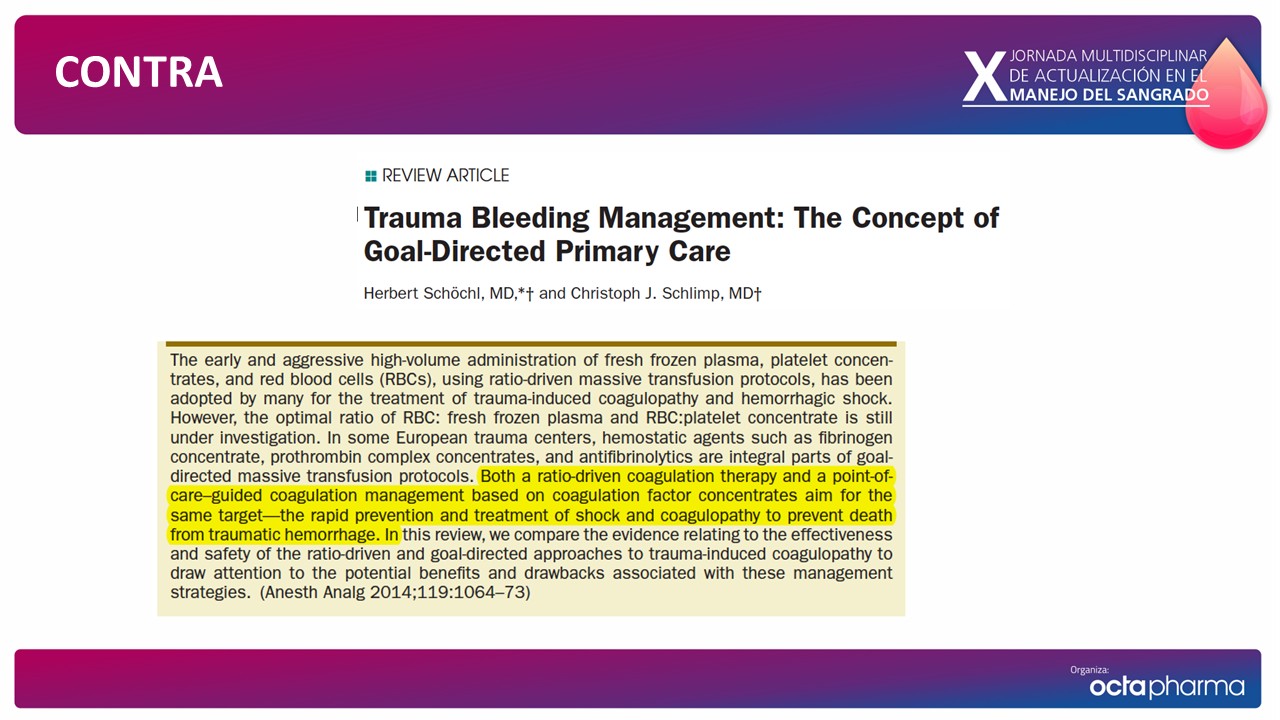 CONTRA
X JORNADA MULTIDISCIPLINAR
DE ACTUALIZACIÓN EN EL
MANEJO DEL SANGRADO
REVIEW ARTICLE
Trauma Bleeding Management: The Concept of
Goal-Directed Primary Care
Herbert Schöchl, MD,*† and Christoph J. Schlimp, MD†
The early and aggressive high-volume administration of fresh frozen plasma, platelet concen-
trates, and red blood cells (RBCs), using ratio-driven massive transfusion protocols, has been
adopted by many for the treatment of trauma-induced coagulopathy and hemorrhagic shock.
However, the optimal ratio of RBC: fresh frozen plasma and RBC:platelet concentrate is still
under investigation. In some European trauma centers, hemostatic agents such as fibrinogen
concentrate, prothrombin complex concentrates, and antifibrinolytics are integral parts of goal-
directed massive transfusion protocols. Both a ratio-driven coagulation therapy and a point-of-
care–guided coagulation management based on coagulation factor concentrates aim for the
same target—the rapid prevention and treatment of shock and coagulopathy to prevent death
from traumatic hemorrhage. In this review, we compare the evidence relating to the effectiveness
and safety of the ratio-driven and goal-directed approaches to trauma-induced coagulopathy to
draw attention to the potential benefits and drawbacks associated with these management
strategies. (Anesth Analg 2014;119:1064–73)
Organiza:
octapharma